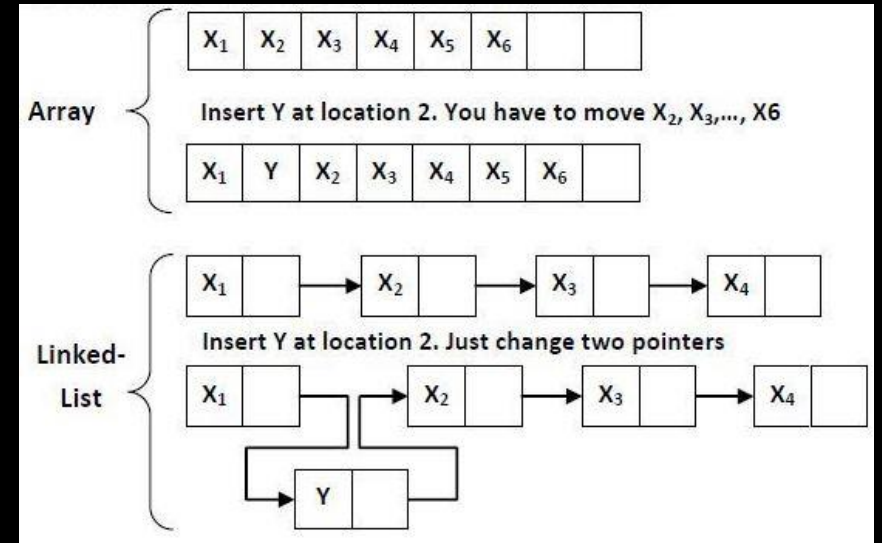 X₁ X₂ X₃ X₄ X₅ X₆
Array
Insert Y at location 2. You have to move X₂, X₃,..., X6
X₁ Y X₂ X₃ X₄ X₅ X₆
X₁ X₂ X₃ X₄
Linked-
List
Insert Y at location 2. Just change two pointers
X₁ X₂ X₃ X₄
Y